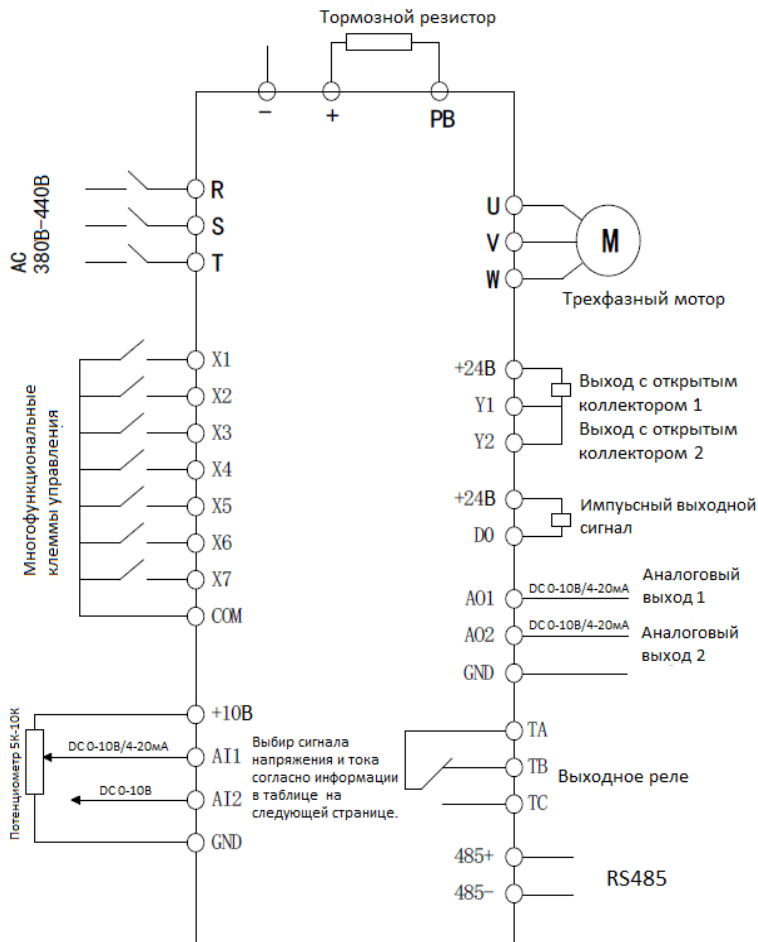 Тормозной резистор
-
+
PB
AC
380В-440В
R
S
T
U
V
W
M
Трехфазный мотор
Многофункциональные
клеммы управления
X1
X2
X3
X4
X5
X6
X7
COM
+24В
Y1
Y2
Выход с открытым
коллектором 1
Выход с открытым
коллектором 2
+24В
DO
Импуьсный выходной
сигнал
AO1
DC 0-10В/4-20мА
Аналоговый
выход 1
AO2
DC 0-10В/4-20мА
Аналоговый
выход 2
GND
Потенциометр 5К-10К
+10В
DC 0-10В/4-20мА
AI1
DC 0-10В
AI2
GND
Выбир сигнала
напряжения и тока
согласно информации
в таблице на
следующей странице.
TA
TB
TC
Выходное реле
485+
485-
RS485